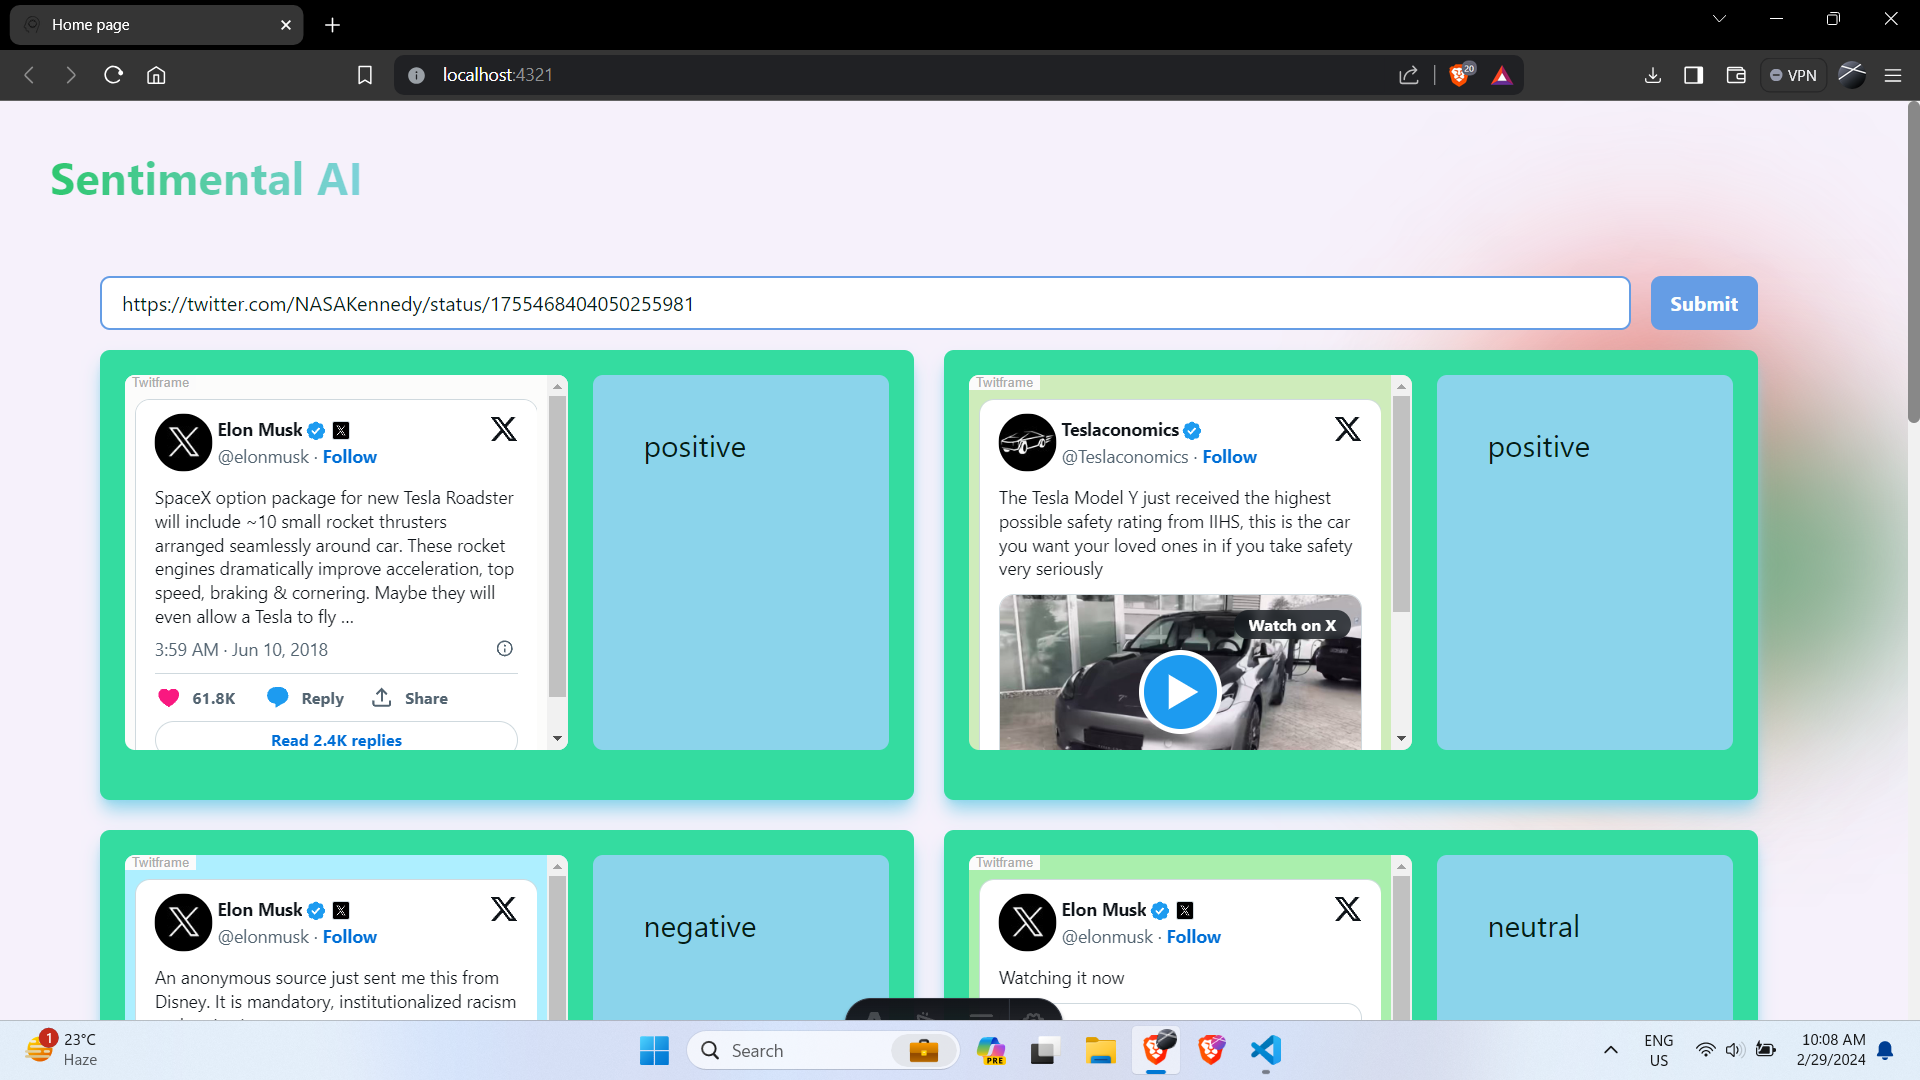 Home page
localhost:4321
20
VPN
Sentimental AI
https://twitter.com/NASAKennedy/status/1755468404050255981
Submit
Twitframe
Elon Musk
@elonmusk · Follow
SpaceX option package for new Tesla Roadster
will include ~10 small rocket thrusters
arranged seamlessly around car. These rocket
engines dramatically improve acceleration, top
speed, braking & cornering. Maybe they will
even allow a Tesla to fly ...
3:59 AM · Jun 10, 2018
61.8K Reply Share
Read 2.4K replies
positive
Twitframe
Teslaconomics
@Teslaconomics · Follow
The Tesla Model Y just received the highest
possible safety rating from IIHS, this is the car
you want your loved ones in if you take safety
very seriously
Watch on X
positive
Twitframe
Elon Musk
@elonmusk · Follow
An anonymous source just sent me this from
Disney. It is mandatory, institutionalized racism
negative
Twitframe
Elon Musk
@elonmusk · Follow
Watching it now
neutral
1
23°C
Haze
Search
PRE
ENG
US
10:08 AM
2/29/2024